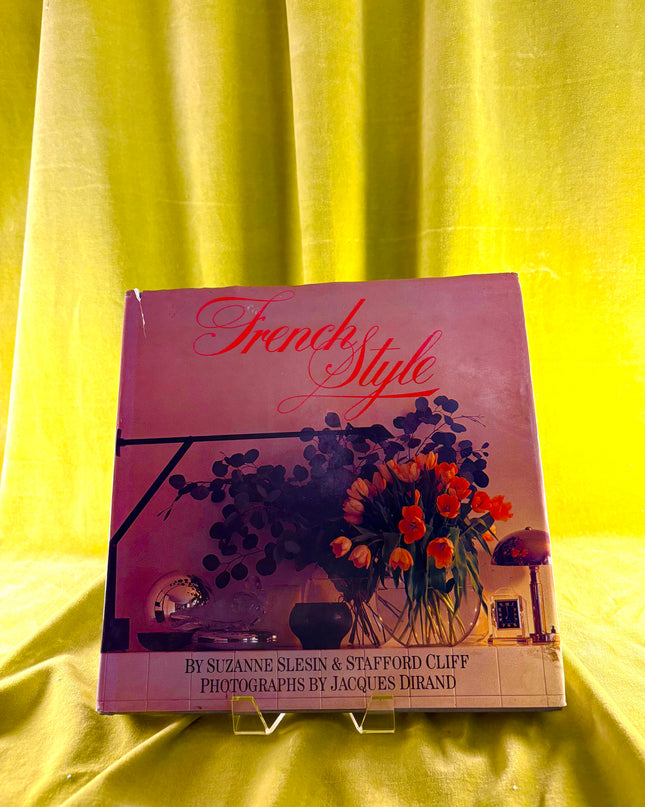 French
Style
BY SUZANNE SLESIN & STAFFORD CLIFF
PHOTOGRAPHS BY JACQUES DIRAND